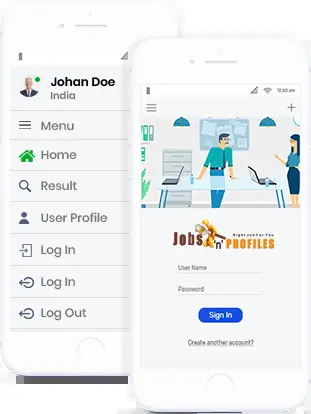 Johan Doe
India
Menu
Home
Result
User Profile
Log In
Log In
Log Out
12:30 am
Right Job For You
Jobs 'n' PROFILES
User Name
Password
Sign In
Create another account?